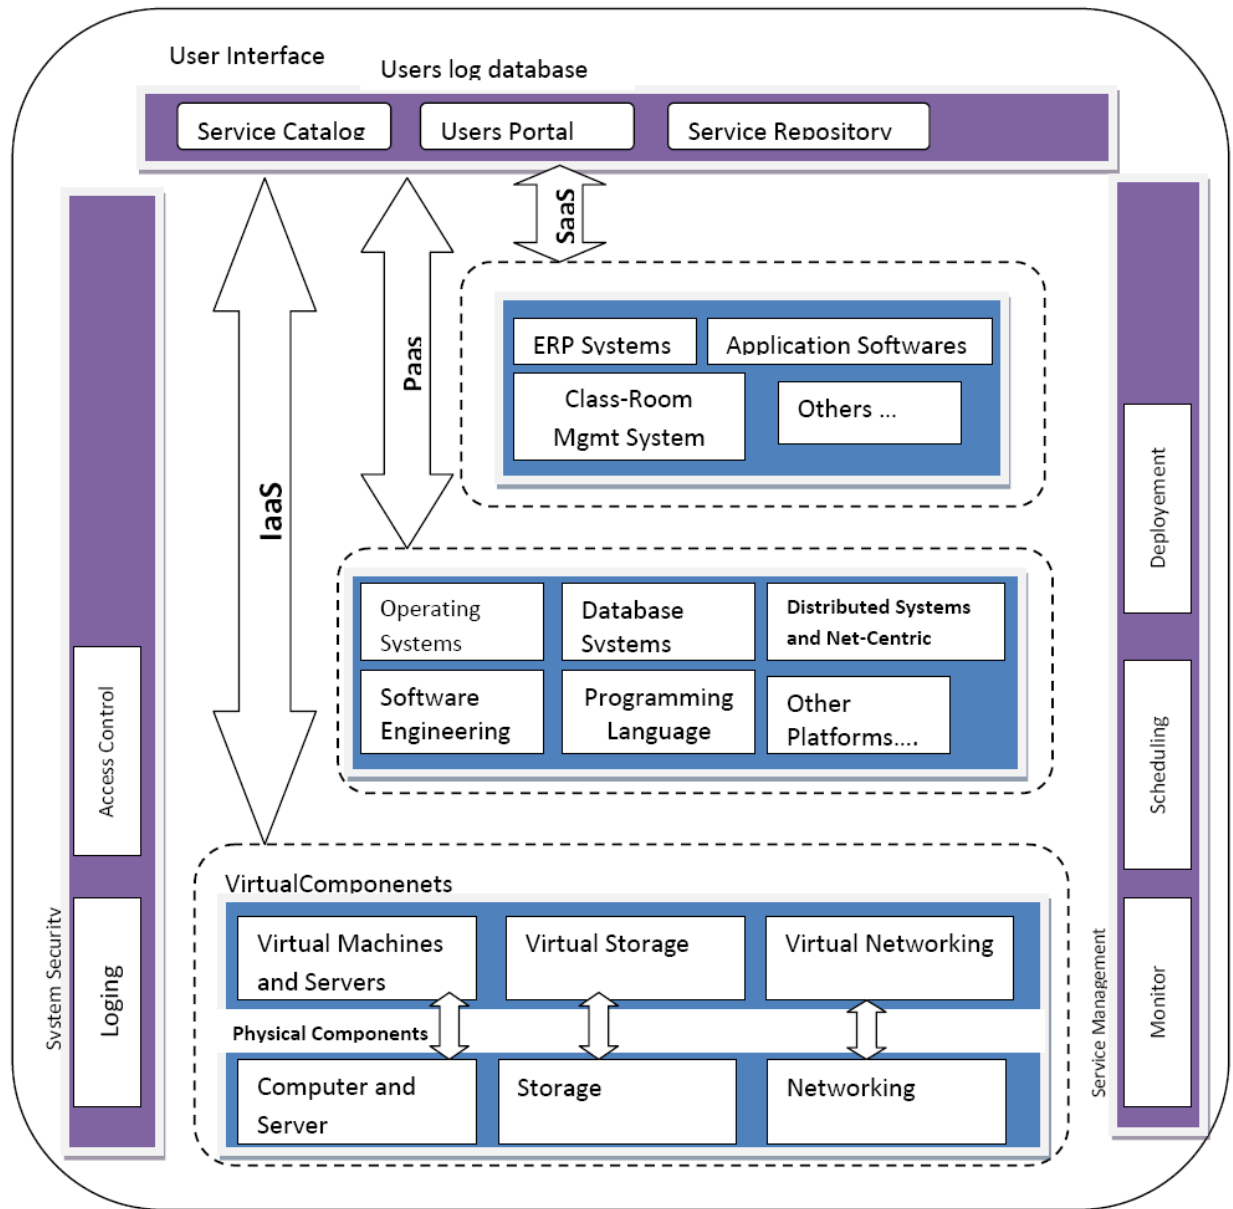 User Interface
Users log database
Service Catalog
Users Portal
Service Repository
SaaS
Paas
IaaS
ERP Systems
Application Softwares
Class-Room
Mgmt System
Others ...
Operating
Systems
Database
Systems
Distributed Systems
and Net-Centric
Software
Engineering
Programming
Language
Other
Platforms....
VirtualComponenets
Virtual Machines
and Servers
Virtual Storage
Virtual Networking
Physical Components
Computer and
Server
Storage
Networking
System Security
Access Control
Loging
Service Management
Deployement
Scheduling
Monitor